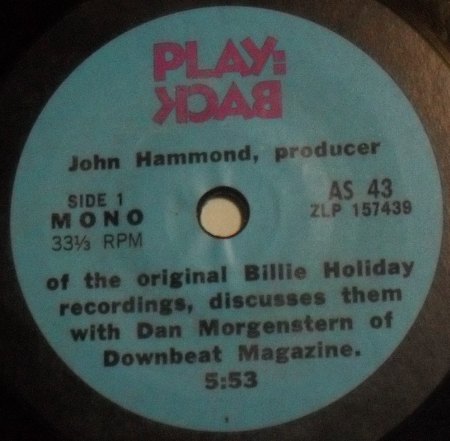 PLAY:
BACK
John Hammond, producer
SIDE 1
MONO
33⅓ RPM
AS 43
ZLP 157439
of the original Billie Holiday
recordings, discusses them
with Dan Morgenstern of
Downbeat Magazine.
5:53